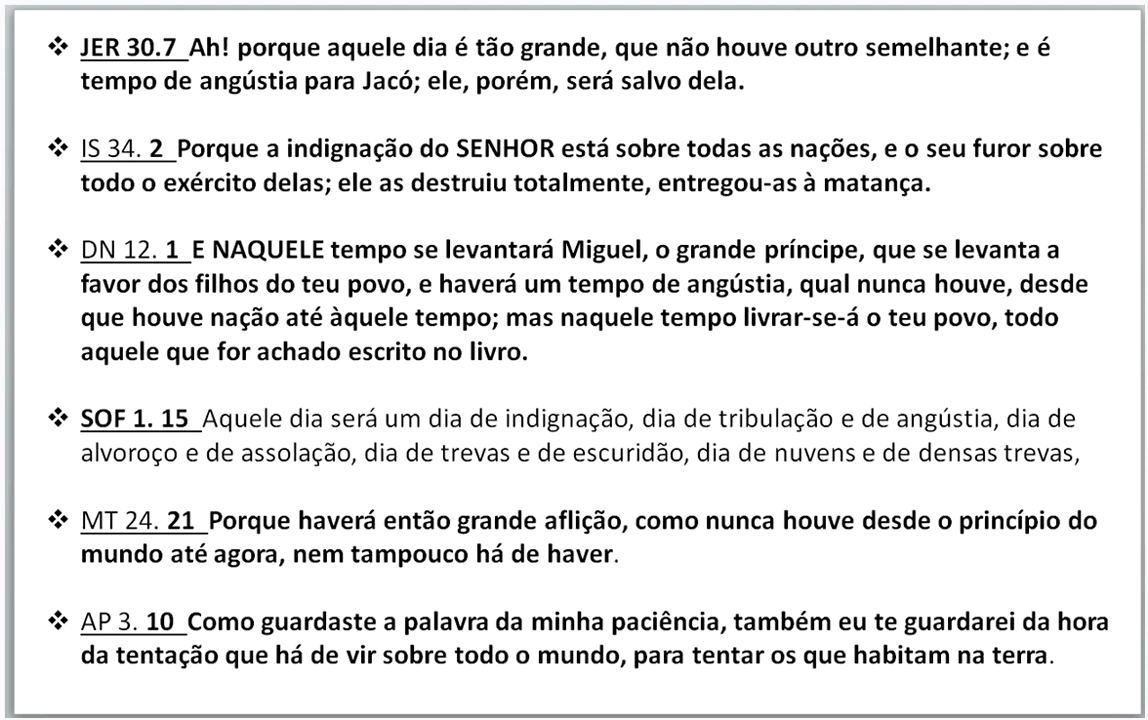 ❖ JER 30.7 Ah! porque aquele dia é tão grande, que não houve outro semelhante; e é
tempo de angústia para Jacó; ele, porém, será salvo dela.
❖ IS 34. 2 Porque a indignação do SENHOR está sobre todas as nações, e o seu furor sobre
todo o exército delas; ele as destruiu totalmente, entregou-as à matança.
❖ DN 12. 1 E NAQUELE tempo se levantará Miguel, o grande príncipe, que se levanta a
favor dos filhos do teu povo, e haverá um tempo de angústia, qual nunca houve, desde
que houve nação até àquele tempo; mas naquele tempo livrar-se-á o teu povo, todo
aquele que for achado escrito no livro.
❖ SOF 1. 15 Aquele dia será um dia de indignação, dia de tribulação e de angústia, dia de
alvoroço e de assolação, dia de trevas e de escuridão, dia de nuvens e de densas trevas,
❖ MT 24. 21 Porque haverá então grande aflição, como nunca houve desde o princípio do
mundo até agora, nem tampouco há de haver.
❖ AP 3. 10 Como guardaste a palavra da minha paciência, também eu te guardarei da hora
da tentação que há de vir sobre todo o mundo, para tentar os que habitam na terra.